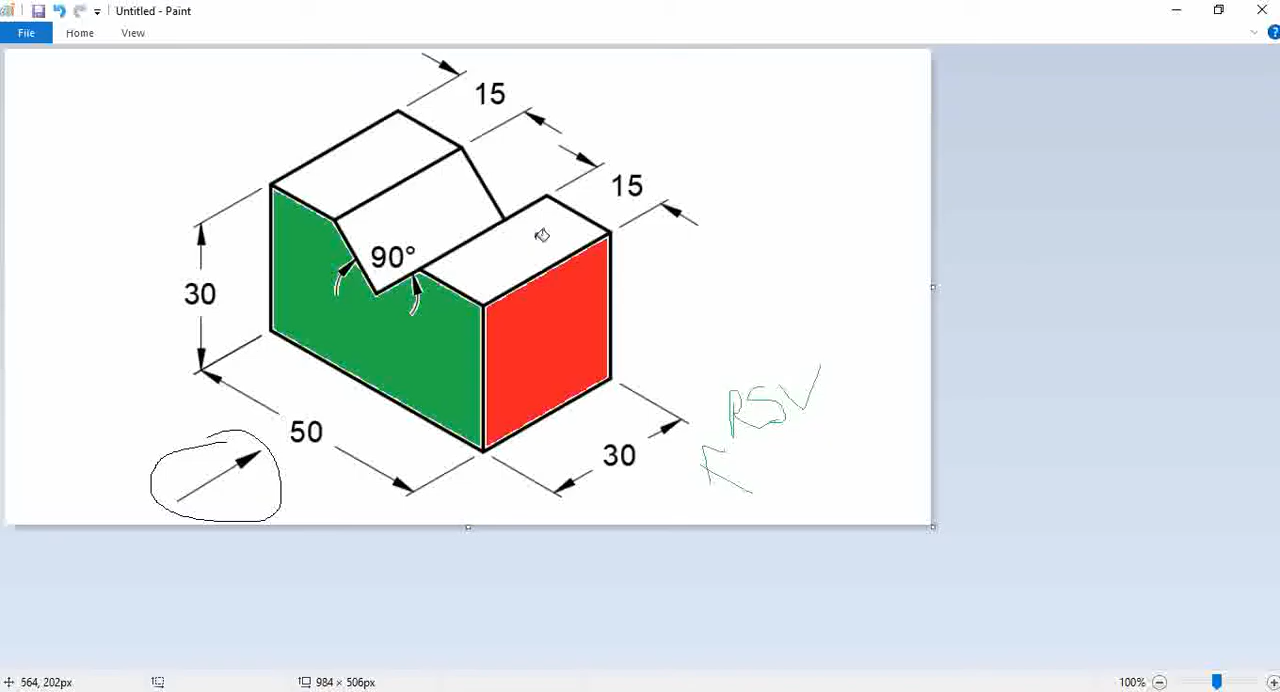 Untitled - Paint
File Home View
15
15
90°
30
50
30
RSV
564, 202px
984 × 506px
100%